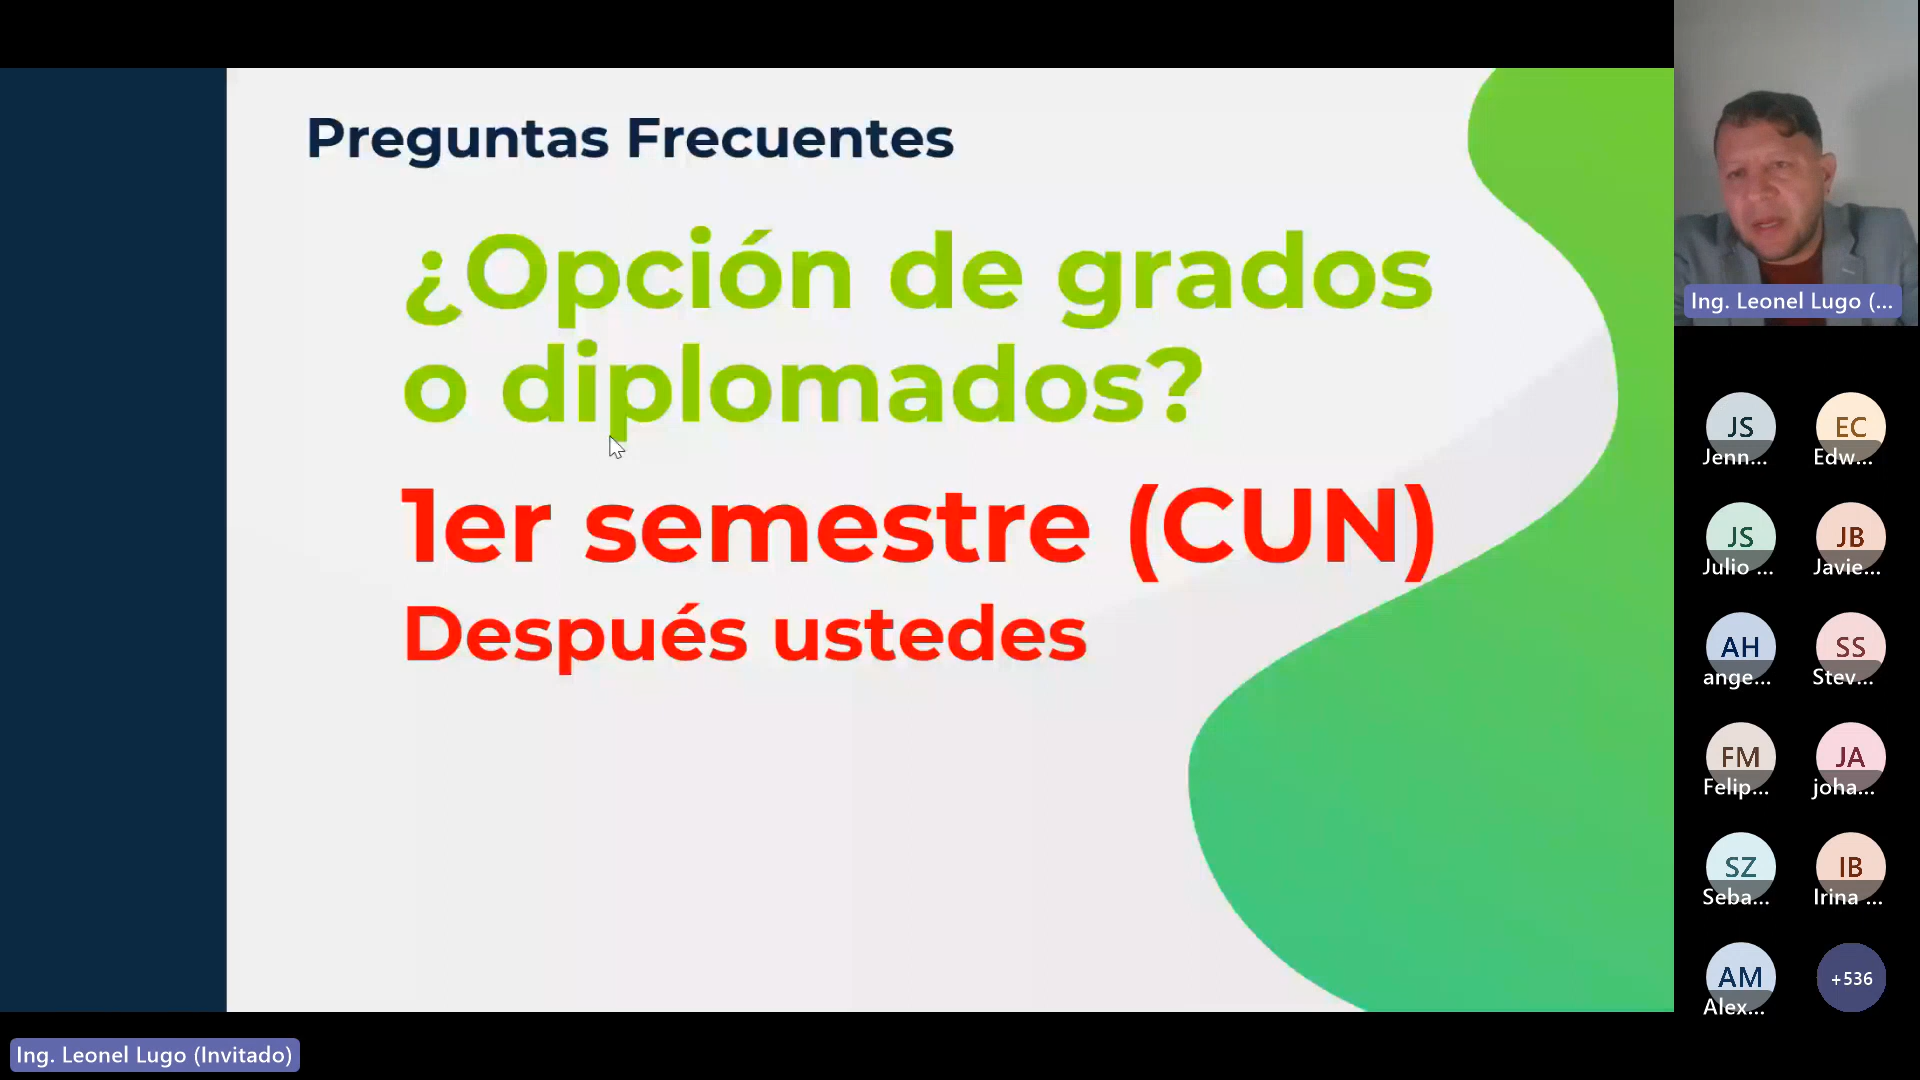 Preguntas Frecuentes
¿Opción de grados
o diplomados?
1er semestre (CUN)
Después ustedes
Ing. Leonel Lugo (...
JS
Jenn...
EC
Edw...
JS
Julio ...
JB
Javie...
AH
ange...
SS
Stev...
FM
Felip...
JA
joha...
SZ
Seba...
IB
Irina ...
AM
Alex...
+536
Ing. Leonel Lugo (Invitado)